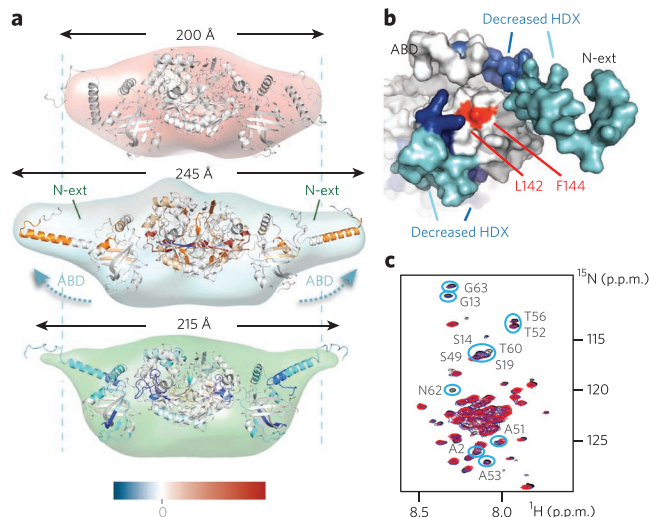 a
200 Å
245 Å
N-ext
N-ext
ABD
ABD
215 Å
0
b
Decreased HDX
ABD
N-ext
L142
F144
Decreased HDX
c
15N (p.p.m.)
G63
G13
T56
T52
S14
T60
S49
S19
N62
A51
A2
A53*
115
120
125
8.5
8.0
1H (p.p.m.)